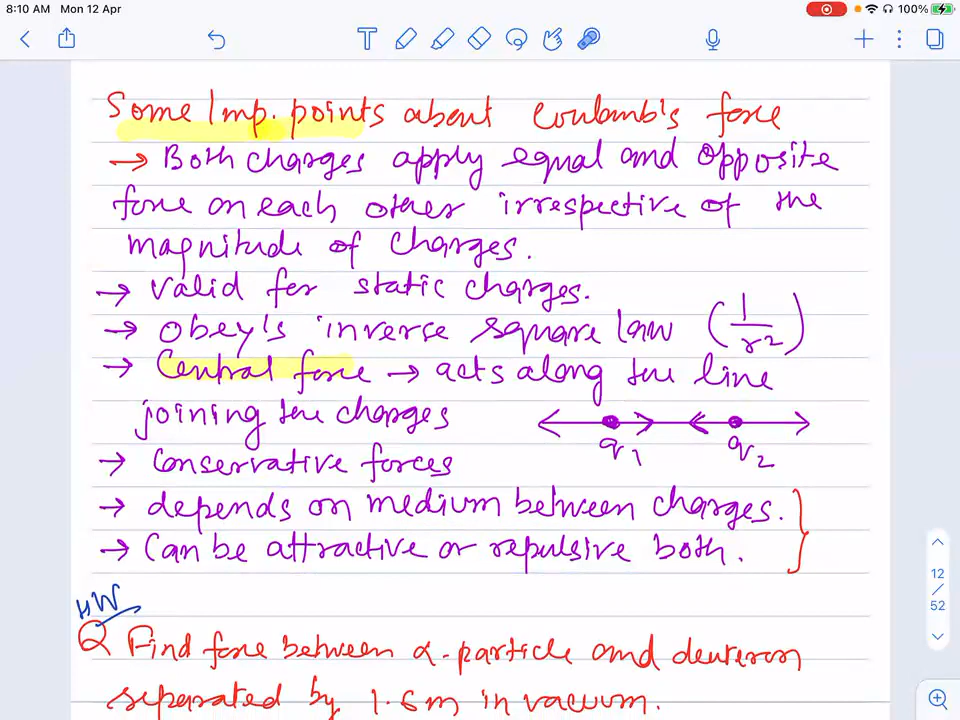 8:10 AM Mon 12 Apr
100%
Some Imp. points about Coulomb's force
→ Both charges apply equal and opposite
force on each other irrespective of the
magnitude of charges.
→ Valid for static charges.
→ Obey's inverse square law (1/r²)
→ Central force → acts along the line
joining the charges
q1 q2
→ Conservative forces
→ depends on medium between charges.
→ Can be attractive or repulsive both.
HW
Q Find force between α-particle and deuteron
separated by 1.6m in vacuum.
12
/
52